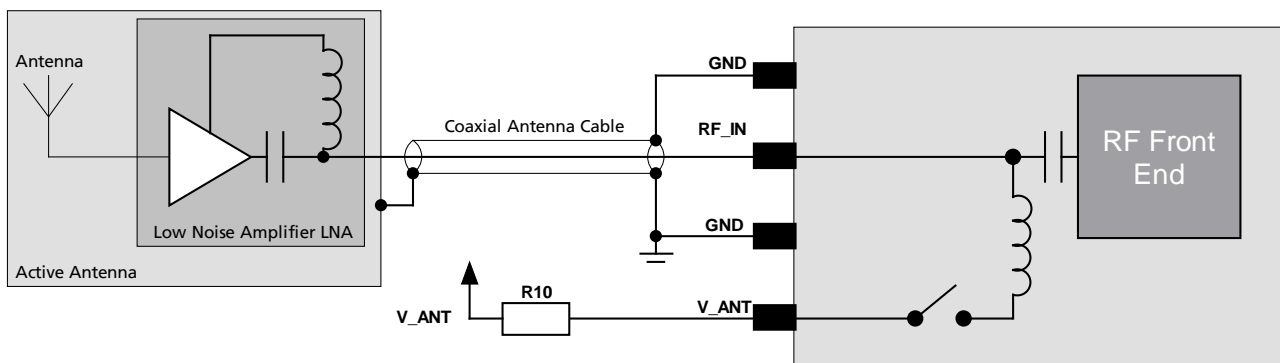 Antenna
Low Noise Amplifier LNA
Active Antenna
Coaxial Antenna Cable
GND
RF_IN
GND
V_ANT
R10
V_ANT
RF Front
End